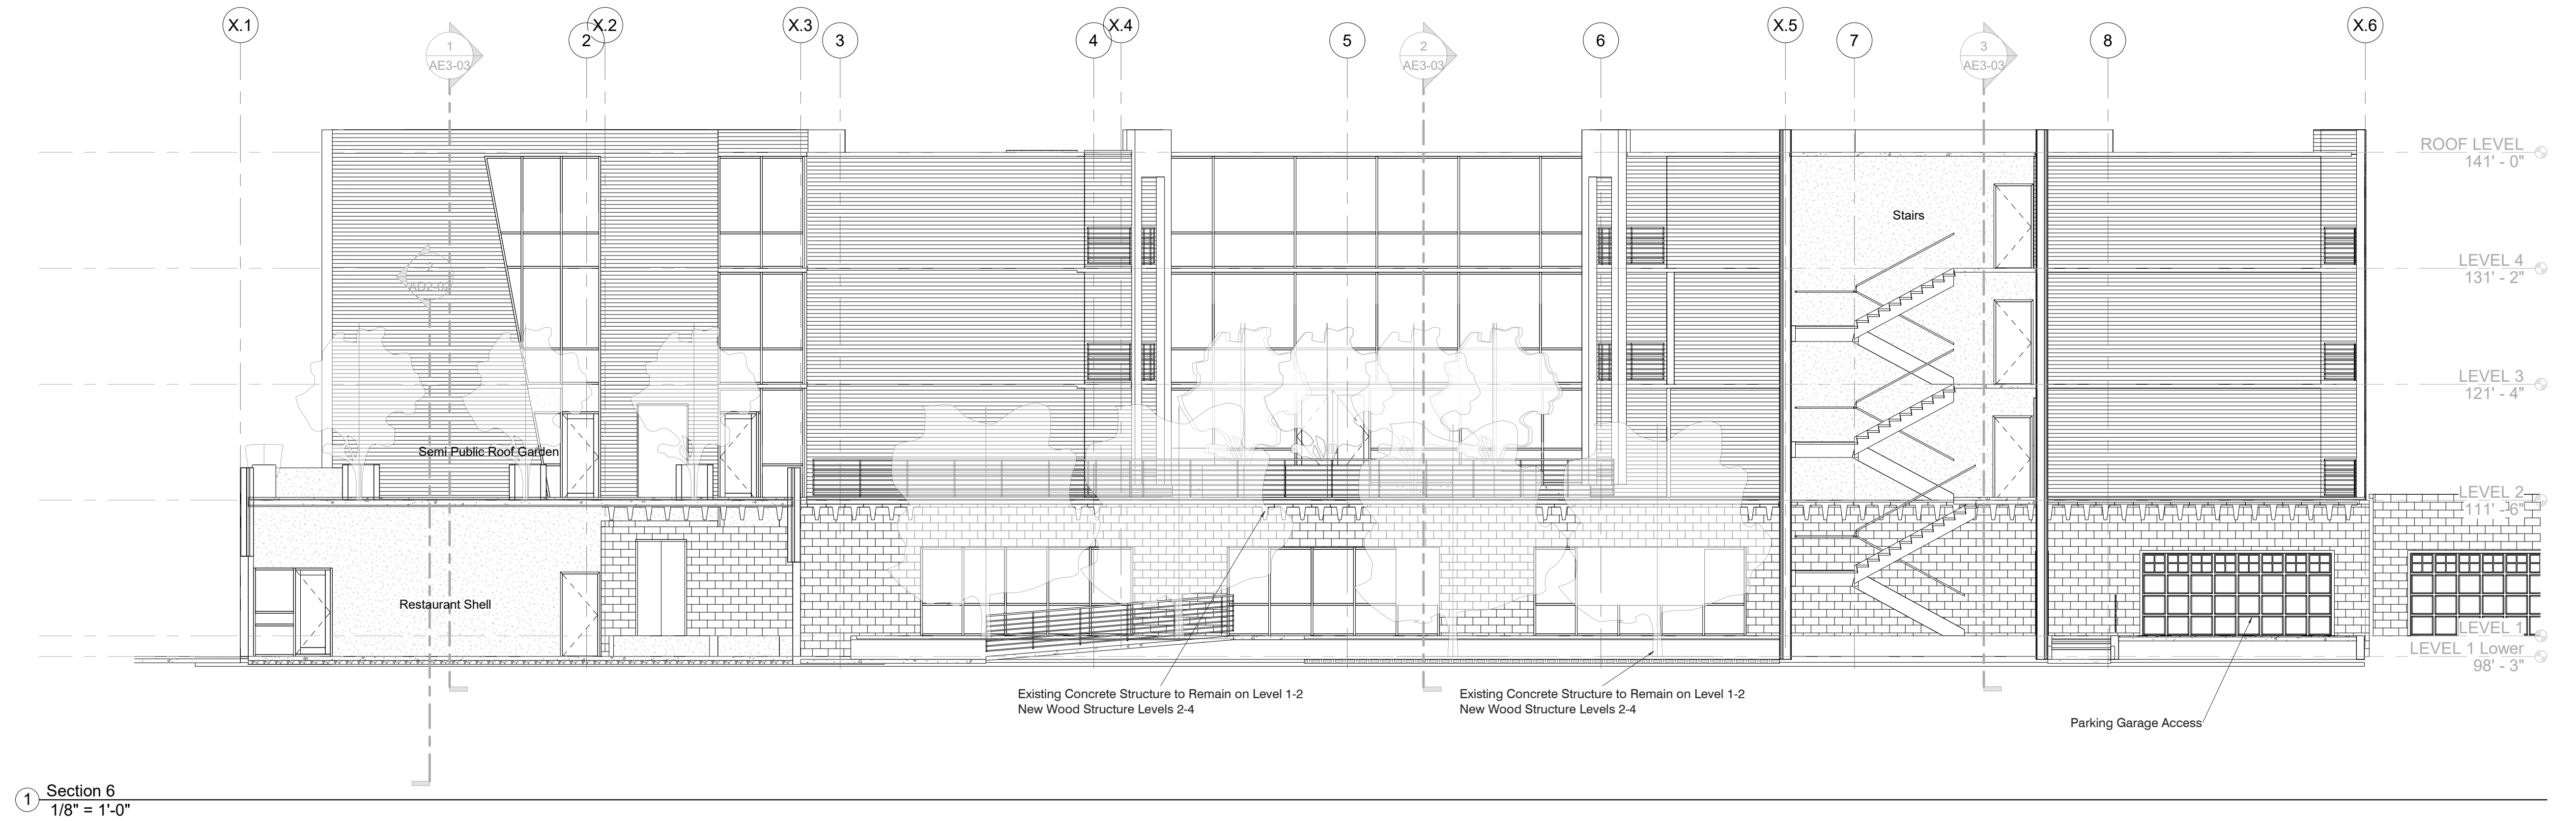 X.1
X.2
X.3
X.4
X.5
X.6
2
3
4
5
6
7
8
1
AE3-03
2
AE3-03
3
AE3-03
ROOF LEVEL
141' - 0"
Stairs
LEVEL 4
131' - 2"
2
LEVEL 3
121' - 4"
Semi Public Roof Garden
LEVEL 2
111' - 6"
Restaurant Shell
LEVEL 1
LEVEL 1 Lower
98' - 3"
Existing Concrete Structure to Remain on Level 1-2
New Wood Structure Levels 2-4
Existing Concrete Structure to Remain on Level 1-2
New Wood Structure Levels 2-4
Parking Garage Access
1
Section 6
1/8" = 1'-0"